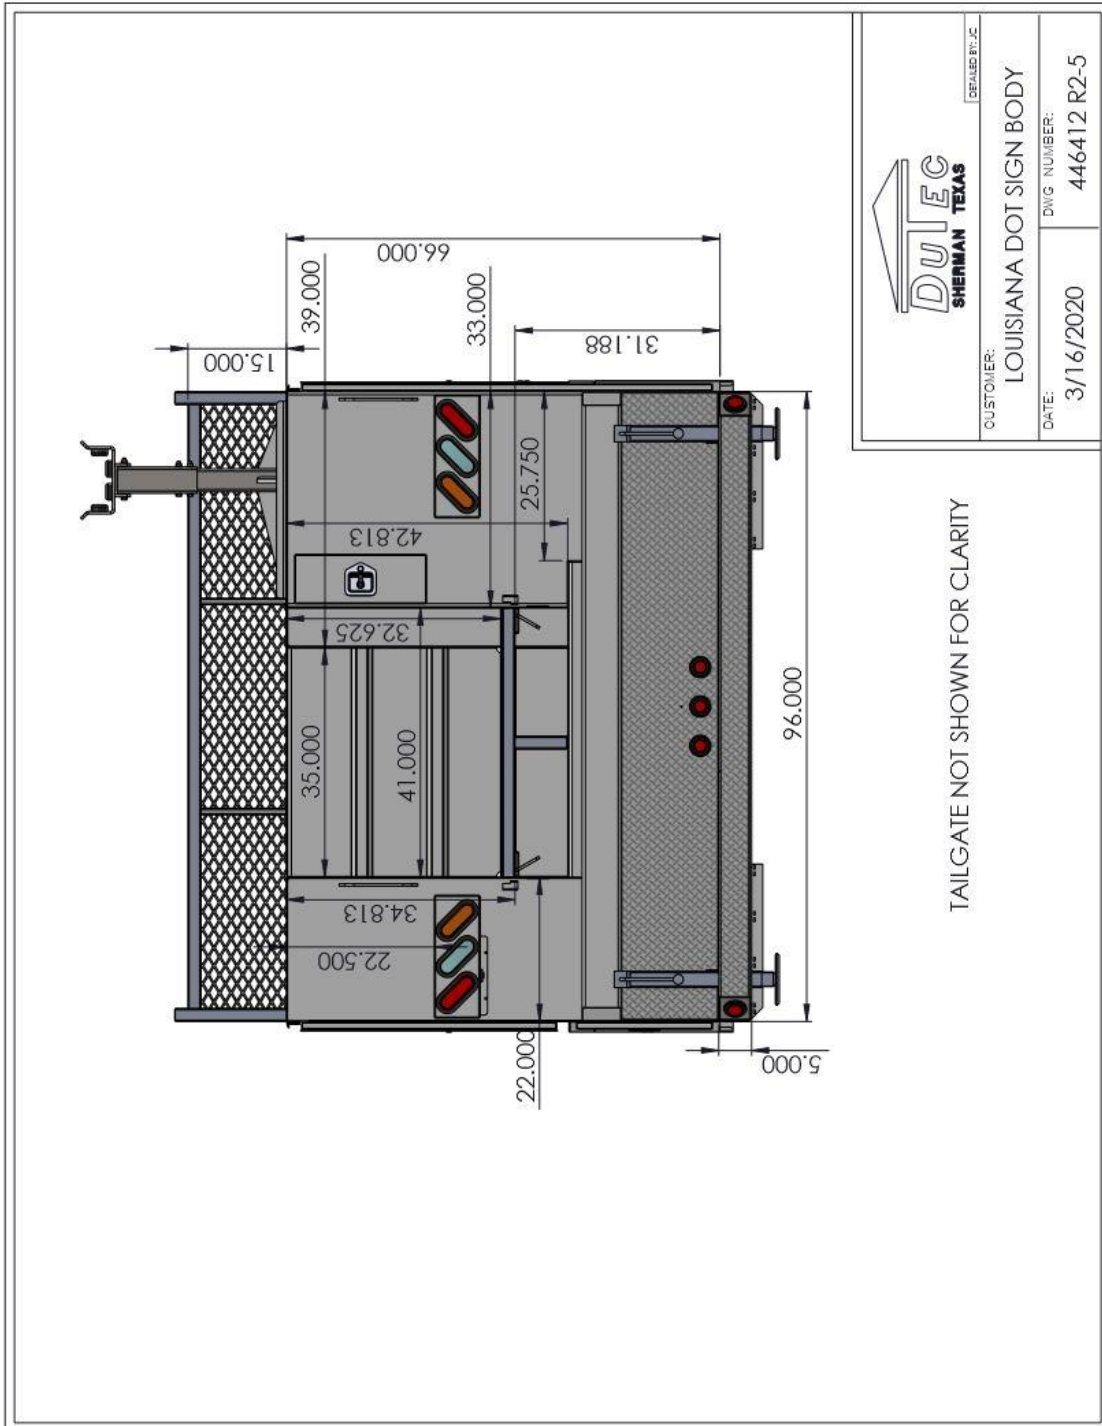 15.000
39.000
66.000
33.000
31.188
25.750
42.813
32.625
35.000
41.000
34.813
22.500
22.000
96.000
5.000
TAILGATE NOT SHOWN FOR CLARITY
DUTEC
SHERMAN TEXAS
DETAILED BY: JC
CUSTOMER:
LOUISIANA DOT SIGN BODY
DATE:
3/16/2020
DWG NUMBER:
446412 R2-5